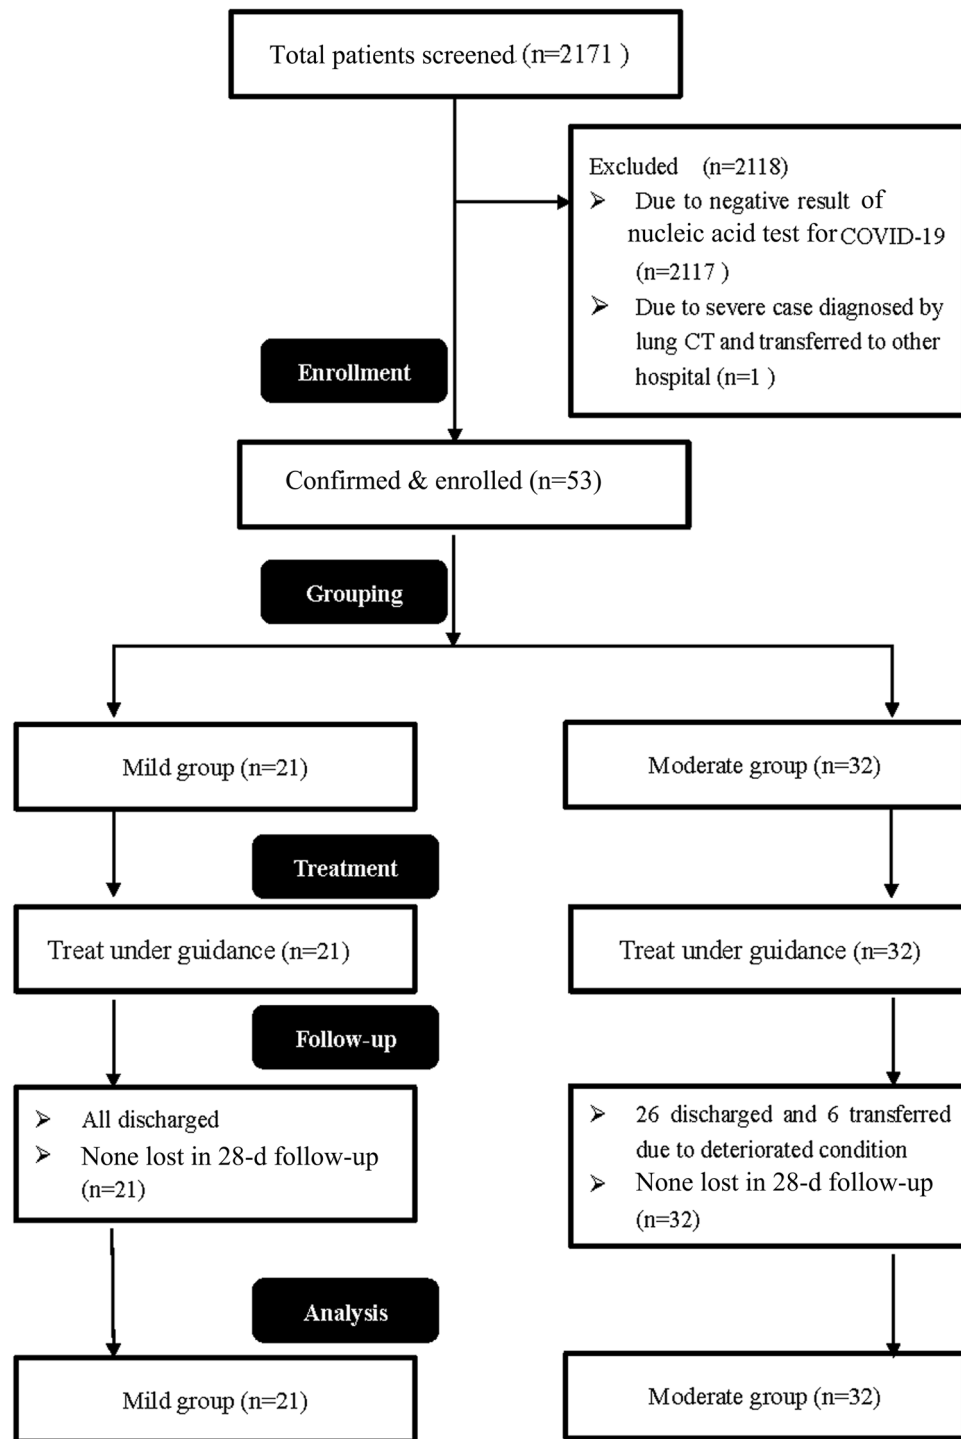 Total patients screened (n=2171 )
Excluded (n=2118)
➢ Due to negative result of
nucleic acid test for COVID-19
(n=2117 )
➢ Due to severe case diagnosed by
lung CT and transferred to other
hospital (n=1 )
Enrollment
Confirmed & enrolled (n=53)
Grouping
Mild group (n=21)
Moderate group (n=32)
Treatment
Treat under guidance (n=21)
Treat under guidance (n=32)
Follow-up
➢ All discharged
➢ None lost in 28-d follow-up
(n=21)
➢ 26 discharged and 6 transferred
due to deteriorated condition
➢ None lost in 28-d follow-up
(n=32)
Analysis
Mild group (n=21)
Moderate group (n=32)